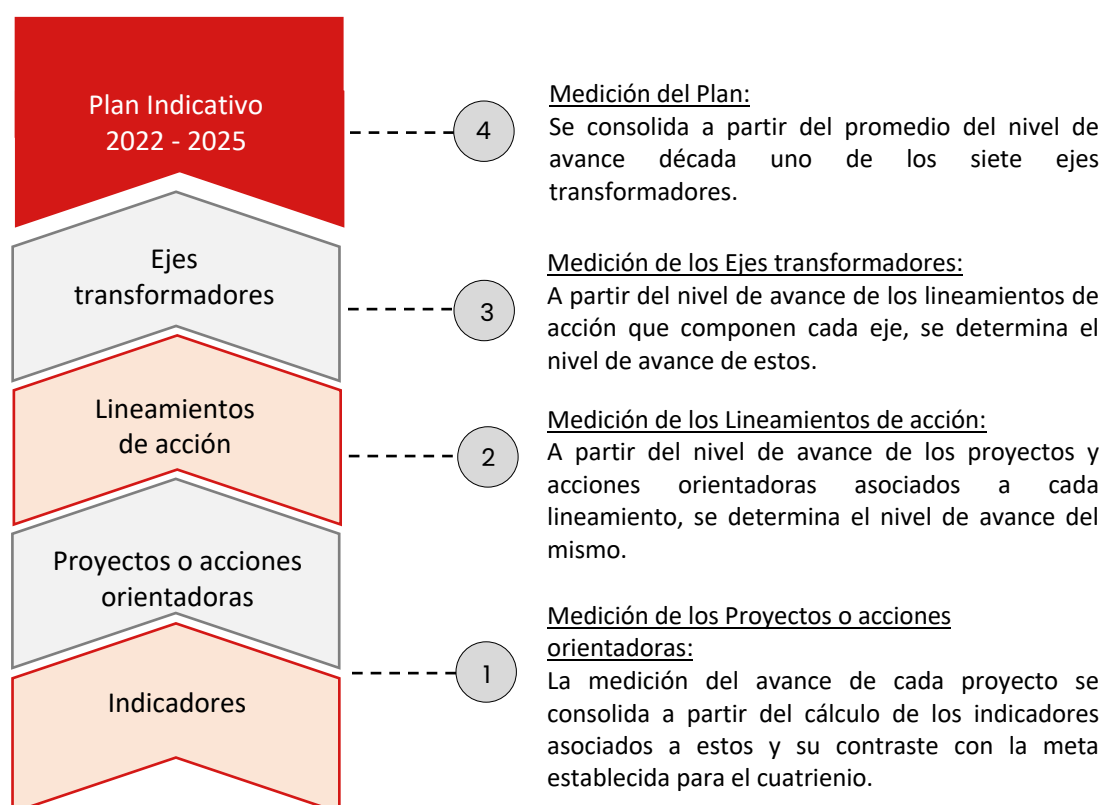 Plan Indicativo
2022 - 2025
4
Medición del Plan:
Se consolida a partir del promedio del nivel de
avance década uno de los siete ejes
transformadores.
Ejes
transformadores
3
Medición de los Ejes transformadores:
A partir del nivel de avance de los lineamientos de
acción que componen cada eje, se determina el
nivel de avance de estos.
Lineamientos
de acción
2
Medición de los Lineamientos de acción:
A partir del nivel de avance de los proyectos y
acciones orientadoras asociados a cada
lineamiento, se determina el nivel de avance del
mismo.
Proyectos o acciones
orientadoras
Indicadores
1
Medición de los Proyectos o acciones
orientadoras:
La medición del avance de cada proyecto se
consolida a partir del cálculo de los indicadores
asociados a estos y su contraste con la meta
establecida para el cuatrienio.